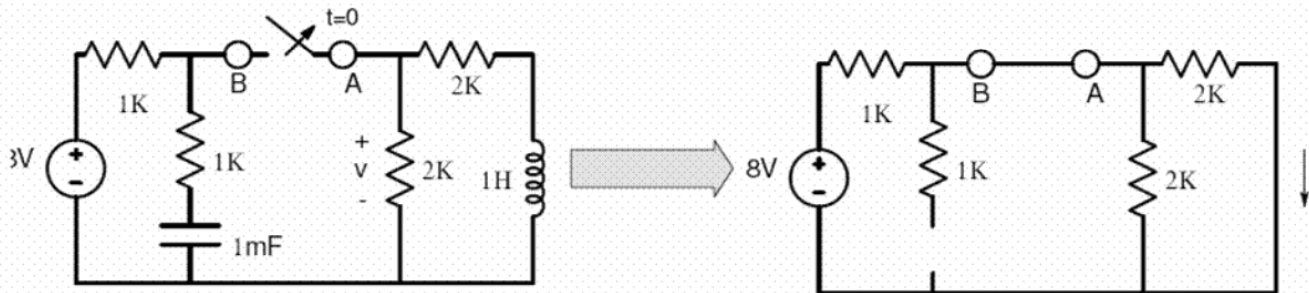 t=0
B
A
1K
2K
1K
+
v
-
2K
1H
3V
+
-
1mF
1K
B
A
2K
8V
+
-
1K
2K